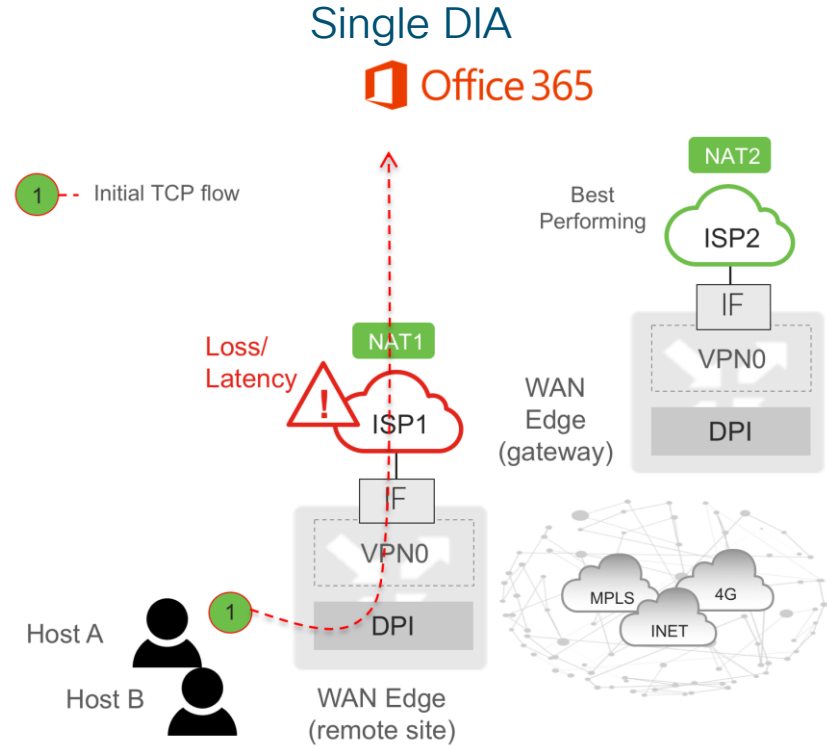 Single DIA
Office 365
1
Initial TCP flow
NAT2
Best
Performing
ISP2
IF
VPN0
DPI
WAN
Edge
(gateway)
Loss/
Latency
!
NAT1
ISP1
IF
VPN0
DPI
1
Host A
Host B
WAN Edge
(remote site)
MPLS
4G
INET